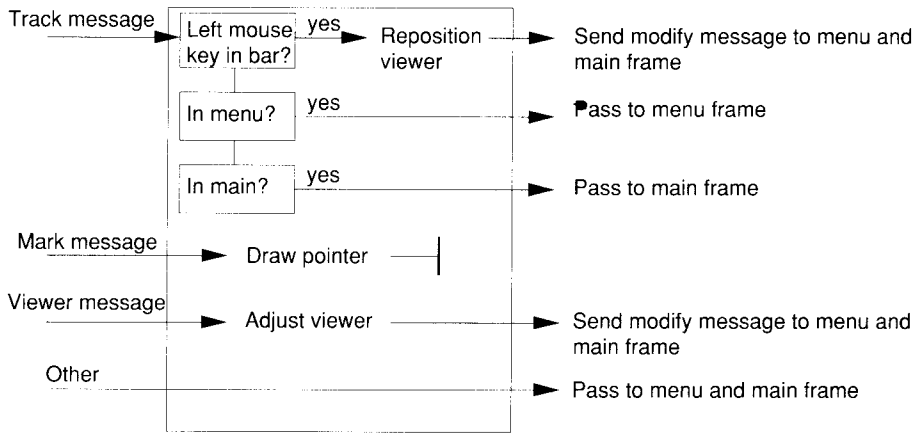 Track message
Left mouse
key in bar?
yes
Reposition
viewer
Send modify message to menu and
main frame
In menu?
yes
Pass to menu frame
In main?
yes
Pass to main frame
Mark message
Draw pointer
Viewer message
Adjust viewer
Send modify message to menu and
main frame
Other
Pass to menu and main frame